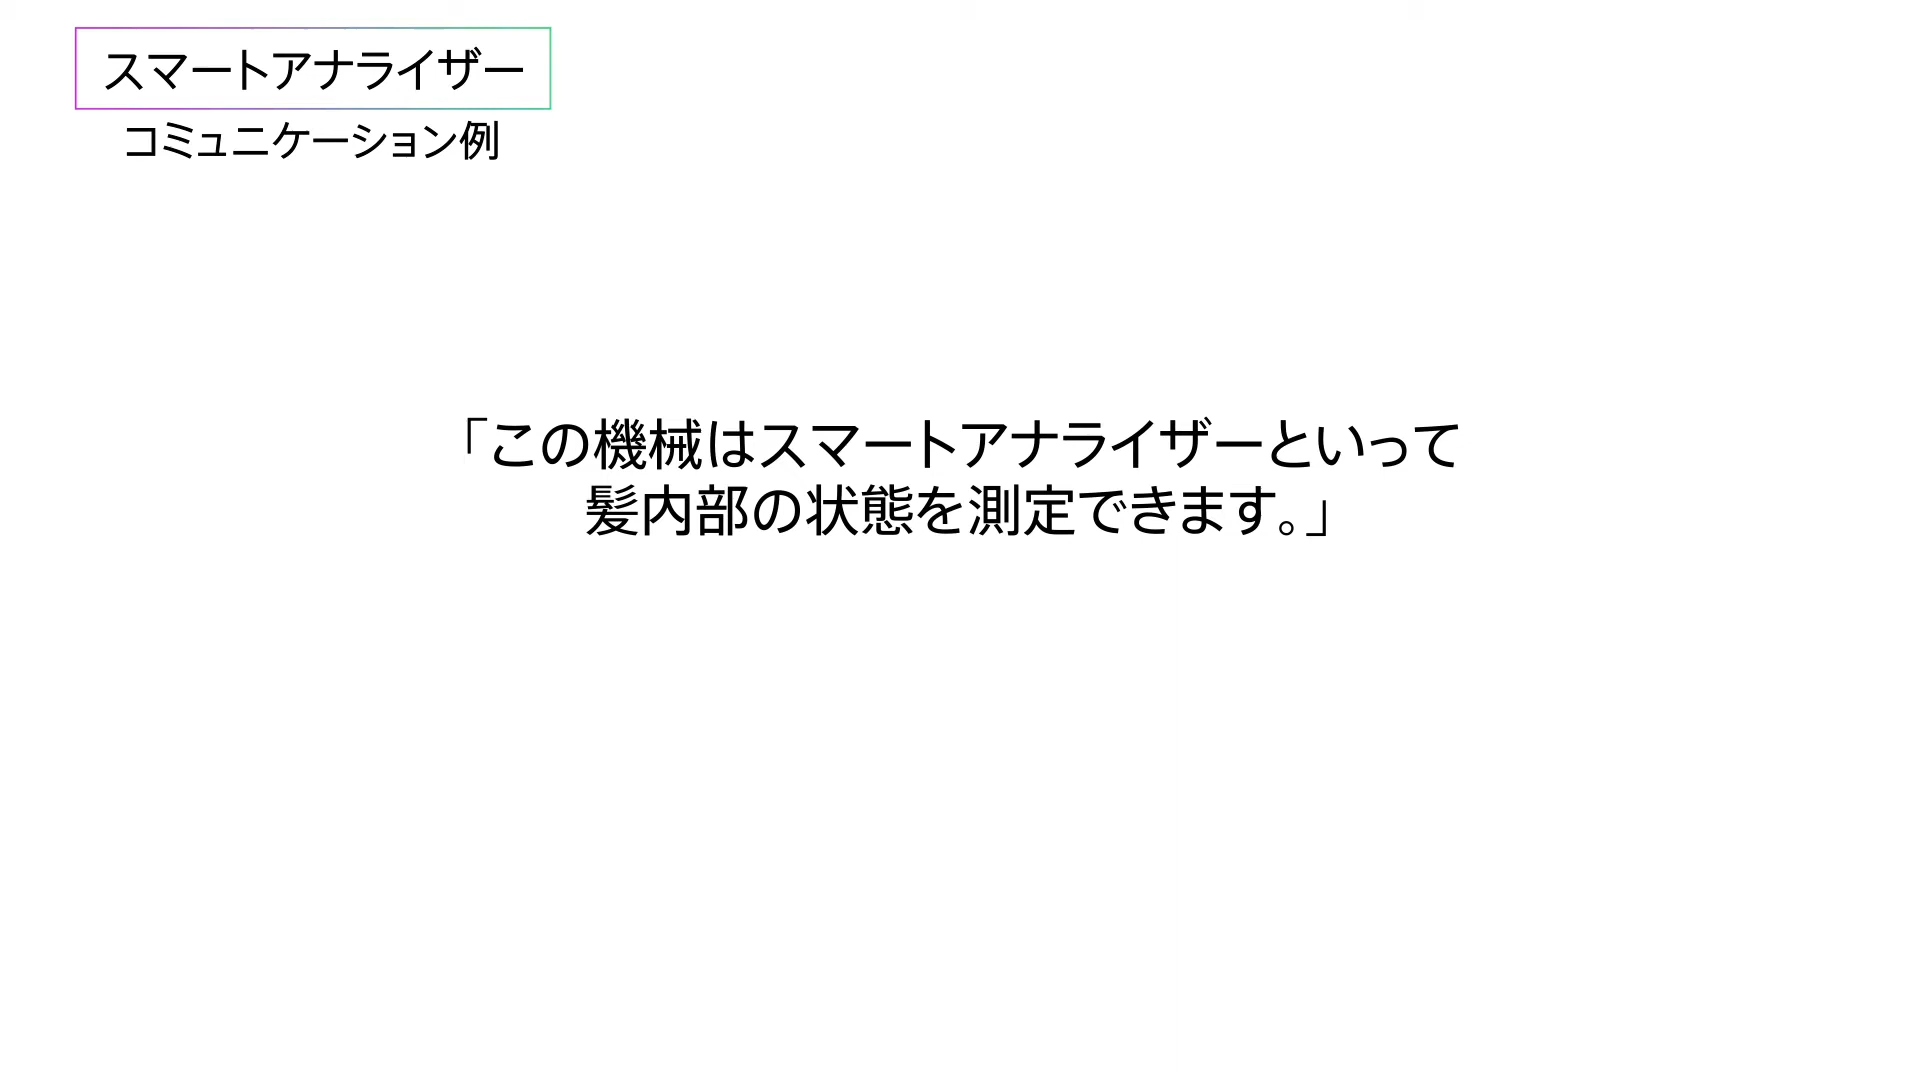 スマートアナライザー
コミュニケーション例
「この機械はスマートアナライザーといって
髪内部の状態を測定できます。」